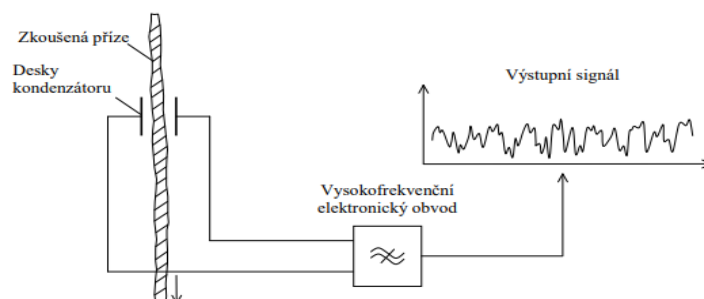 Zkoušená příze
Desky
kondenzátoru
Výstupní signál
Vysokofrekvenční
elektronický obvod